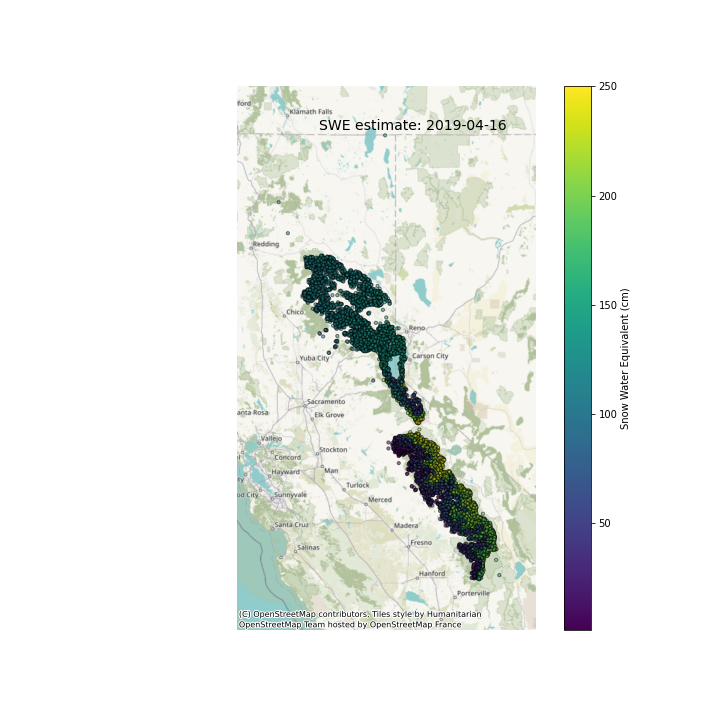 ford
Klamath Falls
SWE estimate: 2019-04-16
Redding
Chico
Reno
Carson City
Yuba City
Sacramento
anta Rosa
Elk Grove
Vallejo
Stockton
Concord
Man
Hayward
Turlock
od City
Sunnyvale
Merced
Santa Cruz
Madera
Salinas
Fresno
Hanford
Porterville
(C) OpenStreetMap contributors, Tiles style by Humanitarian
OpenStreetMap Team hosted by OpenStreetMap France
250
200
150
100
50
Snow Water Equivalent (cm)